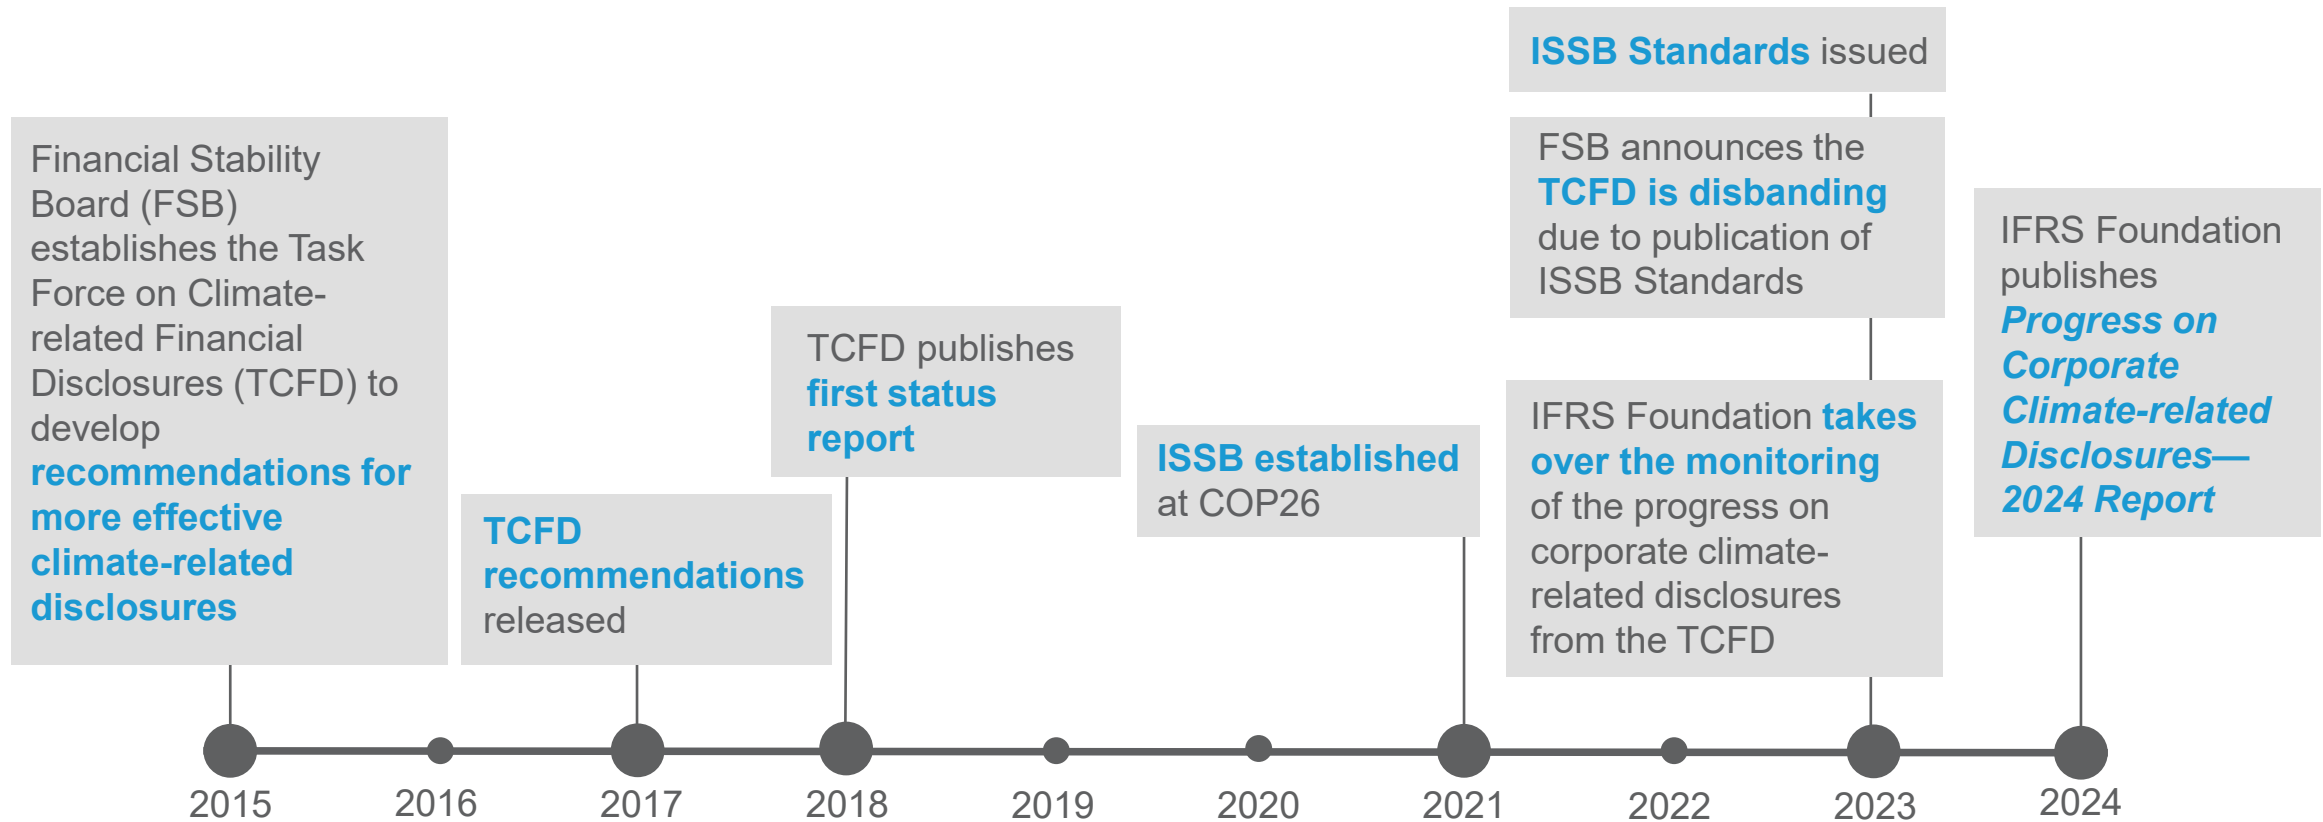 Financial Stability
Board (FSB)
establishes the Task
Force on Climate-
related Financial
Disclosures (TCFD) to
develop
recommendations for
more effective
climate-related
disclosures
TCFD
recommendations
released
TCFD publishes
first status
report
ISSB established
at COP26
ISSB Standards issued
FSB announces the
TCFD is disbanding
due to publication of
ISSB Standards
IFRS Foundation takes
over the monitoring
of the progress on
corporate climate-
related disclosures
from the TCFD
IFRS Foundation
publishes
Progress on
Corporate
Climate-related
Disclosures—
2024 Report
2015
2016
2017
2018
2019
2020
2021
2022
2023
2024